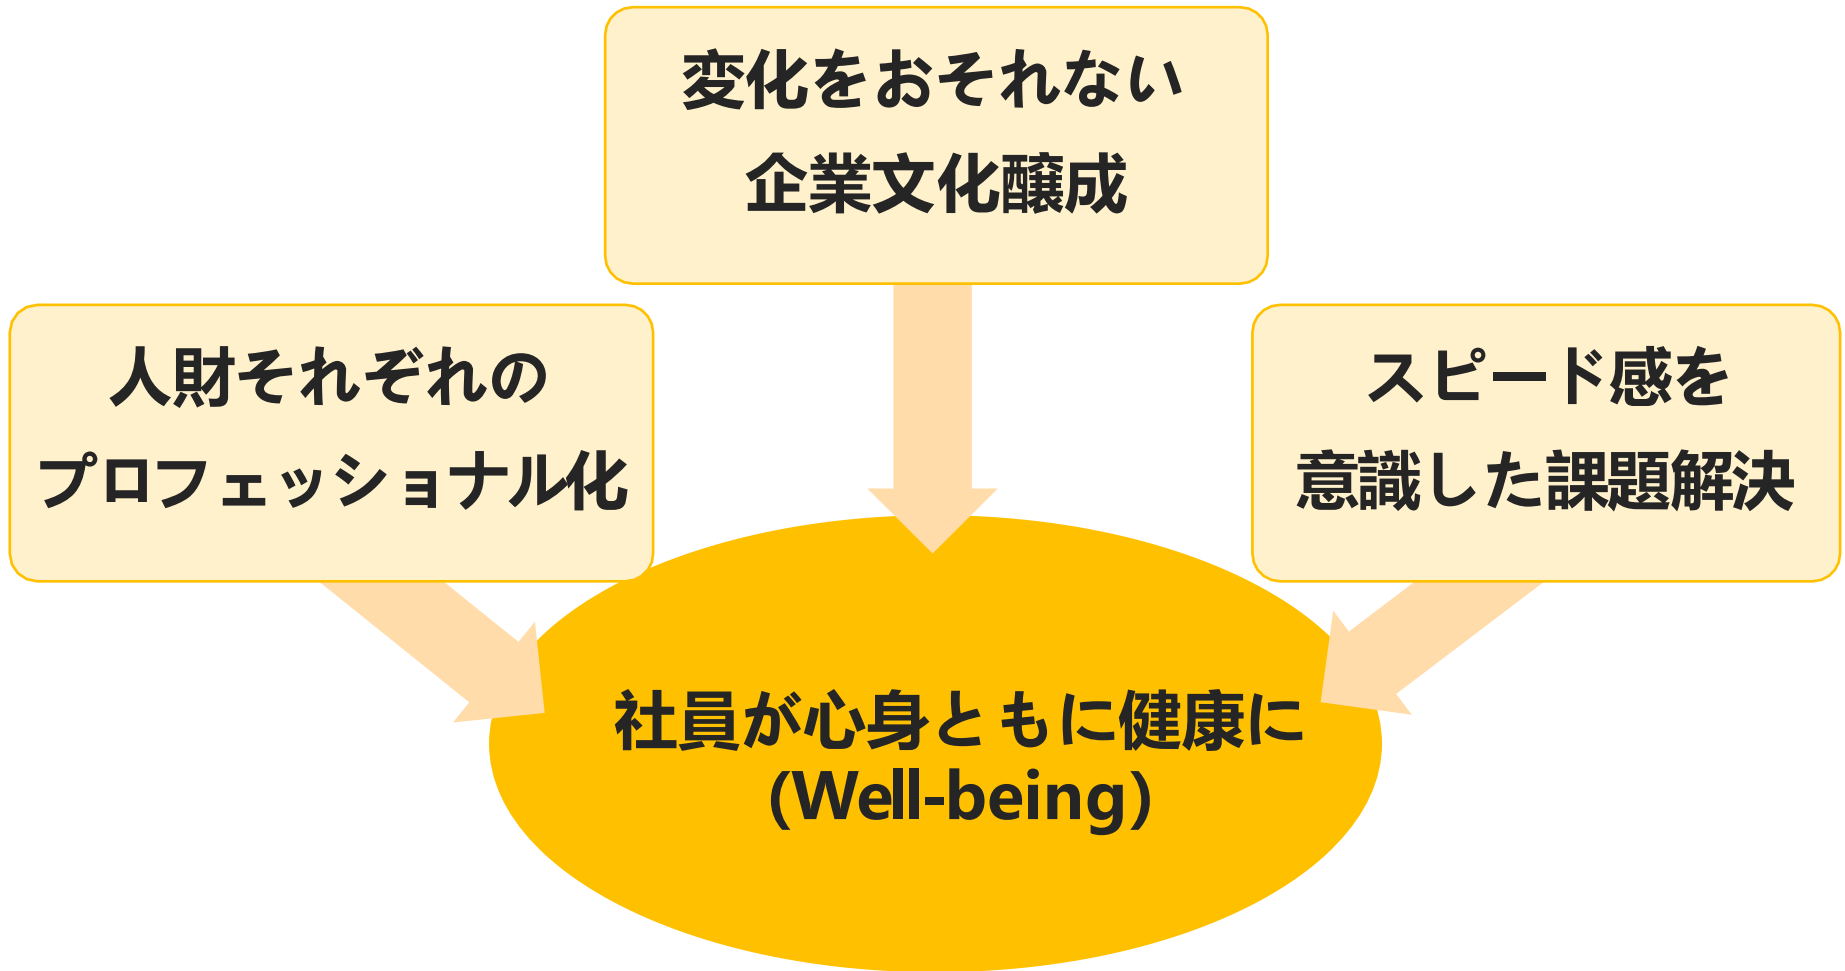 変化をおそれない
企業文化醸成
人財それぞれの
プロフェッショナル化
スピード感を
意識した課題解決
社員が心身ともに健康に
(Well-being)